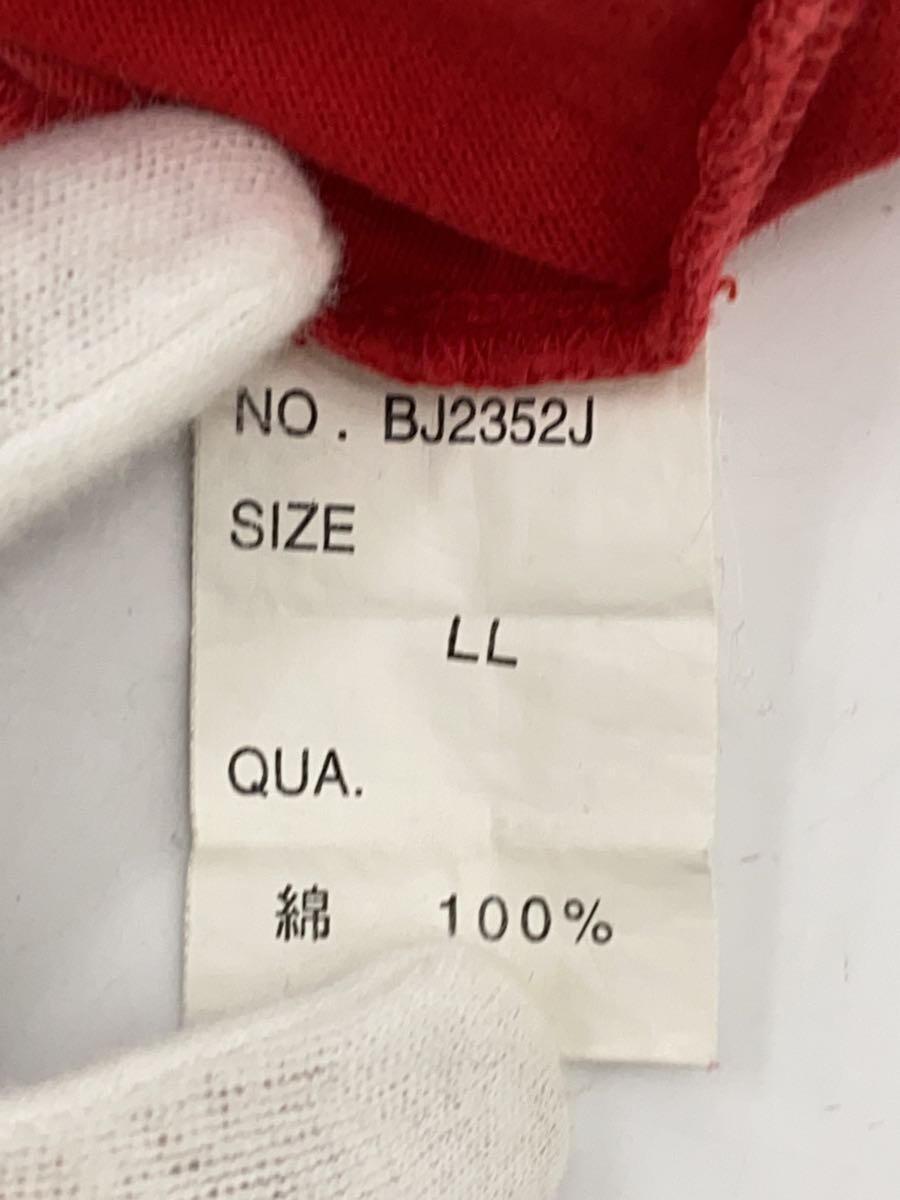 NO. BJ2352J
SIZE
LL
QUA.
綿 100%